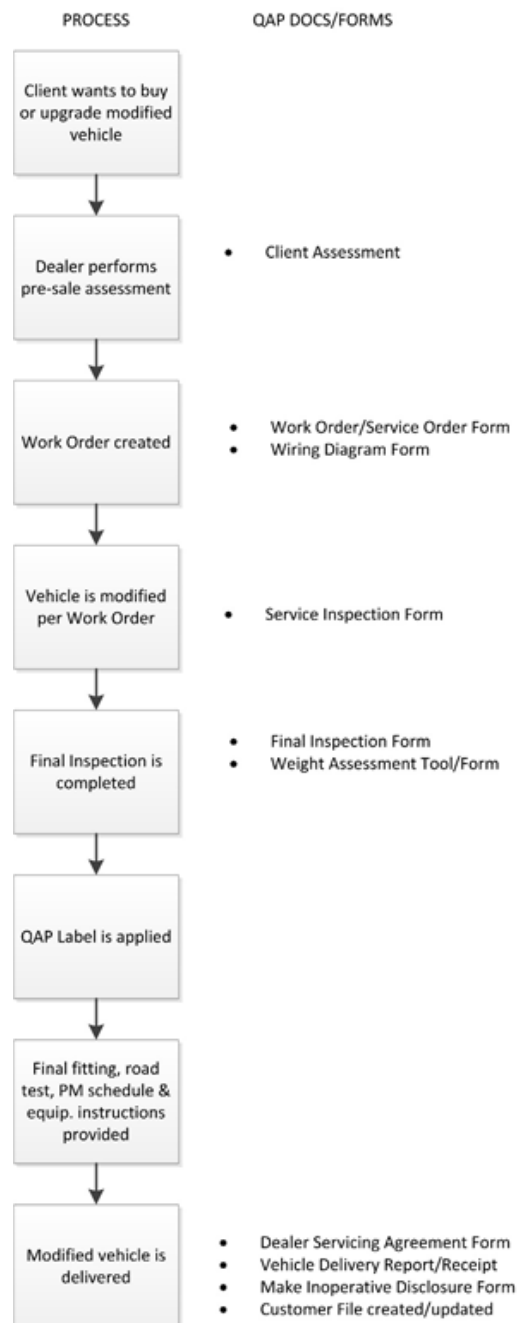 PROCESS
QAP DOCS/FORMS
Client wants to buy
or upgrade modified
vehicle
Dealer performs
pre-sale assessment
• Client Assessment
Work Order created
• Work Order/Service Order Form
• Wiring Diagram Form
Vehicle is modified
per Work Order
• Service Inspection Form
Final Inspection is
completed
• Final Inspection Form
• Weight Assessment Tool/Form
QAP Label is applied
Final fitting, road
test, PM schedule &
equip. instructions
provided
Modified vehicle is
delivered
• Dealer Servicing Agreement Form
• Vehicle Delivery Report/Receipt
• Make Inoperative Disclosure Form
• Customer File created/updated